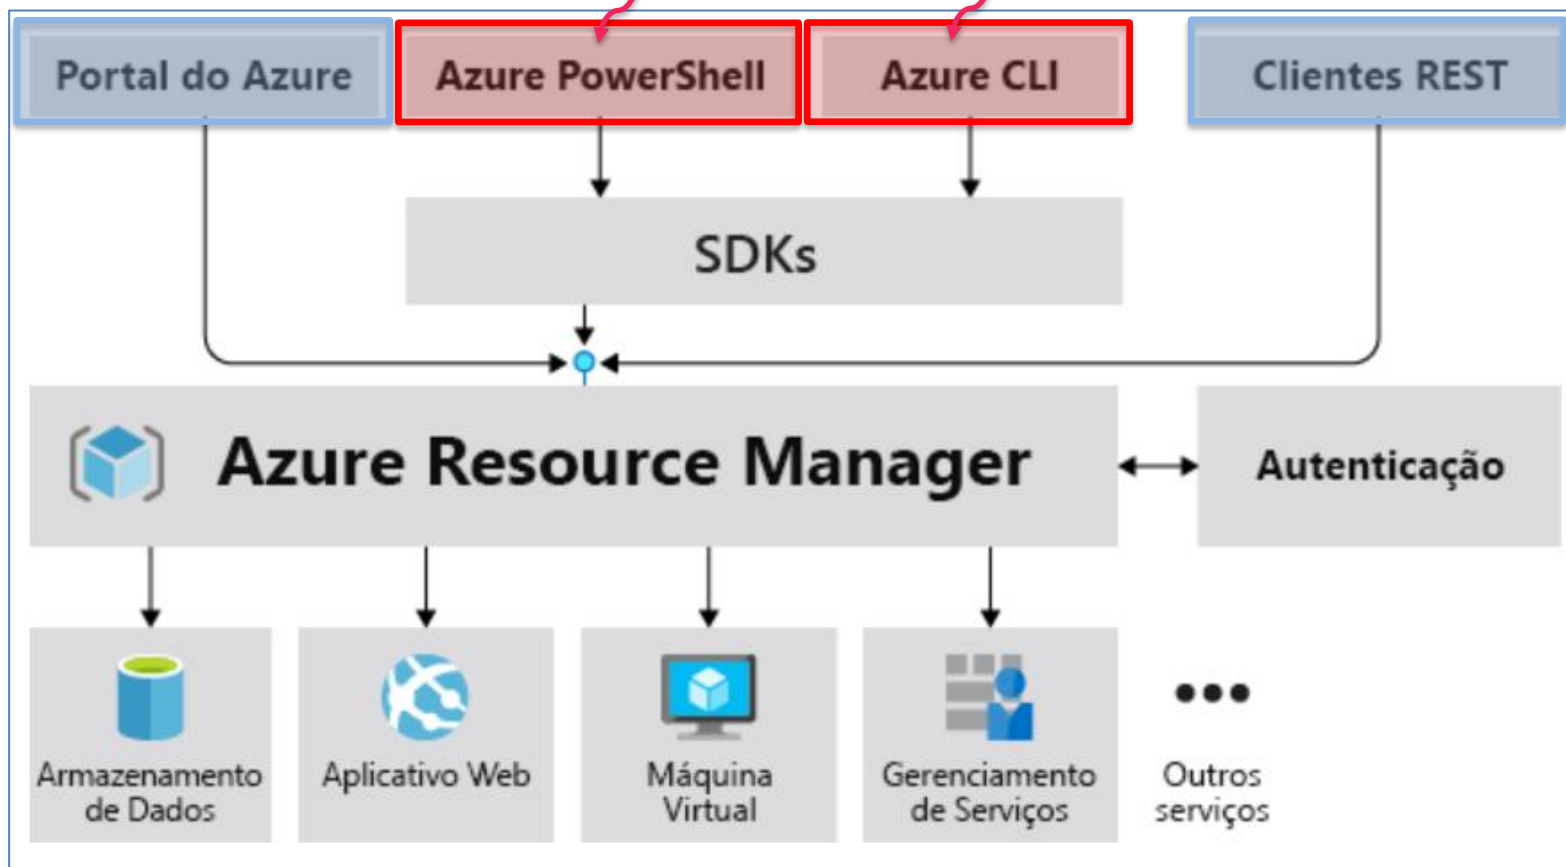 Portal do Azure
Azure PowerShell
Azure CLI
Clientes REST
SDKs
Azure Resource Manager
Autenticação
Armazenamento
de Dados
Aplicativo Web
Máquina
Virtual
Gerenciamento
de Serviços
Outros
serviços